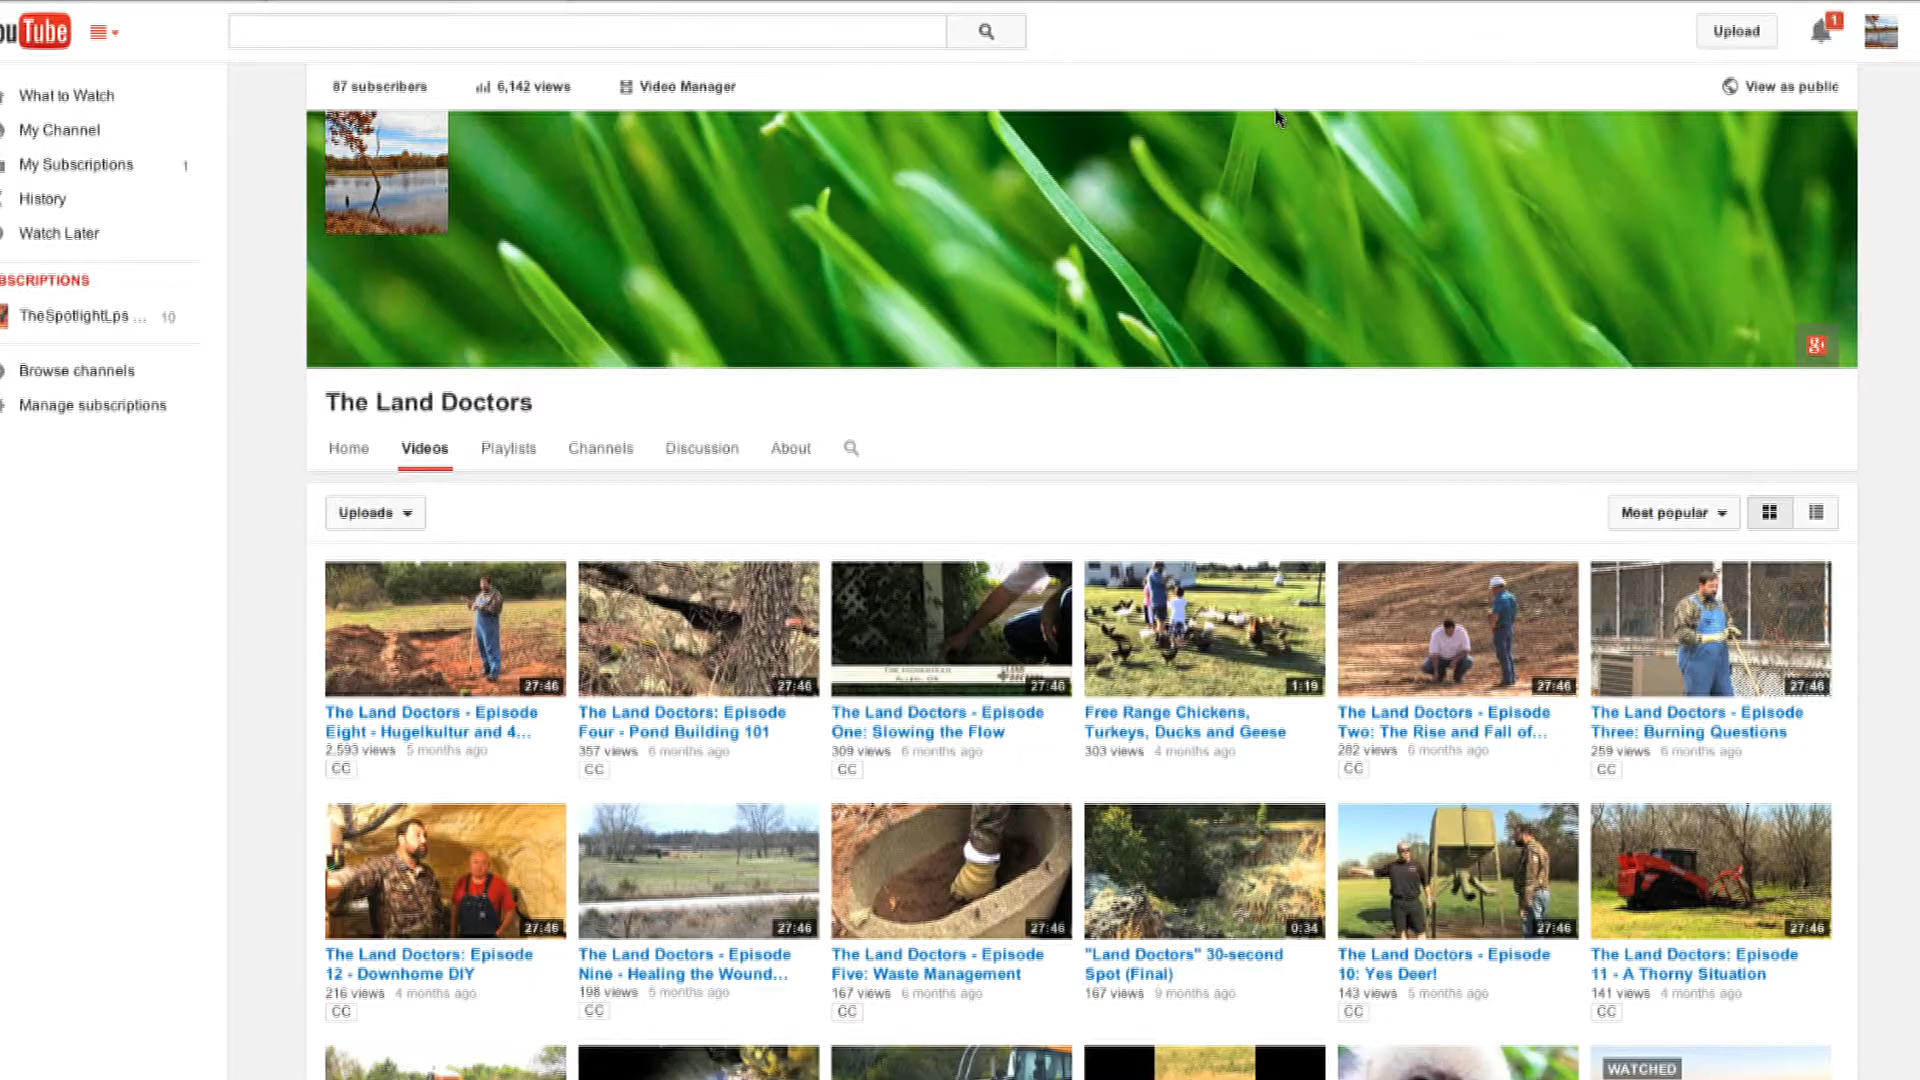 ouTube
Upload
1
87 subscribers
6,142 views
Video Manager
View as public
What to Watch
My Channel
My Subscriptions 1
History
Watch Later
BSCRIPTIONS
TheSpotlightLps ... 10
Browse channels
Manage subscriptions
g+
The Land Doctors
Home
Videos
Playlists
Channels
Discussion
About
Uploads
Most popular
27:46
27:46
27:46
1:19
27:46
27:46
The Land Doctors - Episode
Eight - Hugelkultur and 4...
2,593 views 5 months ago
CC
The Land Doctors: Episode
Four - Pond Building 101
357 views 6 months ago
CC
The Land Doctors - Episode
One: Slowing the Flow
309 views 6 months ago
CC
Free Range Chickens,
Turkeys, Ducks and Geese
303 views 4 months ago
The Land Doctors - Episode
Two: The Rise and Fall of...
282 views 6 months ago
CC
The Land Doctors - Episode
Three: Burning Questions
259 views 6 months ago
CC
27:46
27:46
27:46
0:34
27:46
27:46
The Land Doctors: Episode
12 - Downhome DIY
216 views 4 months ago
CC
The Land Doctors - Episode
Nine - Healing the Wound...
198 views 5 months ago
CC
The Land Doctors - Episode
Five: Waste Management
167 views 6 months ago
CC
"Land Doctors" 30-second
Spot (Final)
167 views 9 months ago
The Land Doctors - Episode
10: Yes Deer!
143 views 5 months ago
CC
The Land Doctors: Episode
11 - A Thorny Situation
141 views 4 months ago
CC
WATCHED